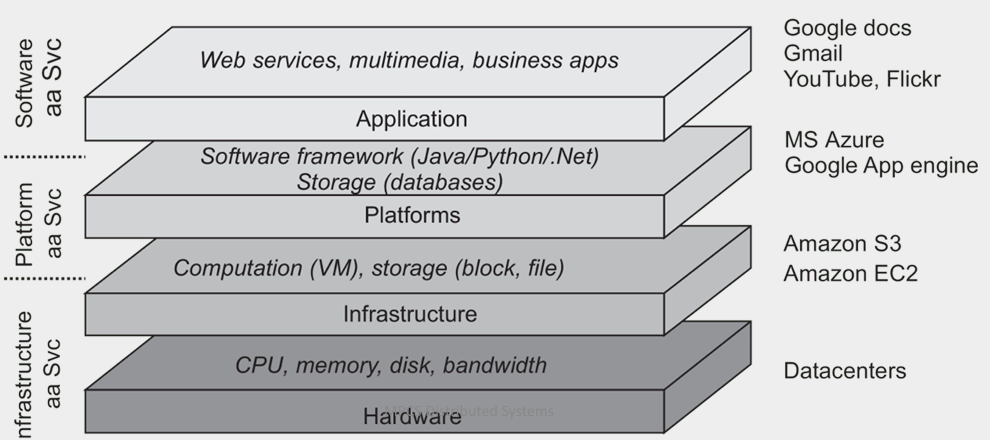 Software
aa Svc
Web services, multimedia, business apps
Application
Google docs
Gmail
YouTube, Flickr
Platform
aa Svc
Software framework (Java/Python/.Net)
Storage (databases)
Platforms
MS Azure
Google App engine
nfrastructure
aa Svc
Computation (VM), storage (block, file)
Infrastructure
Amazon S3
Amazon EC2
CPU, memory, disk, bandwidth
Hardware
Datacenters
Distributed Systems